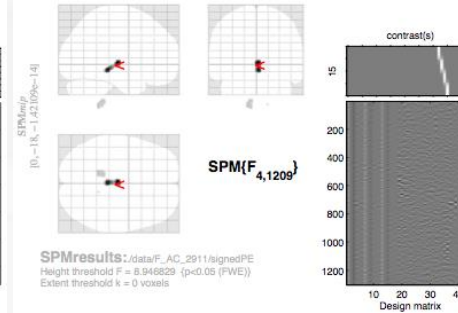 contrast(s)
15
SPMmip
[0, −18, −1.42109e−14]
SPM{F4,1209}
200
400
600
800
1000
1200
SPMresults: ./data/F_AC_2911/signedPE
Height threshold F = 8.946829 {p<0.05 (FWE)}
Extent threshold k = 0 voxels
10 20 30
Design matrix